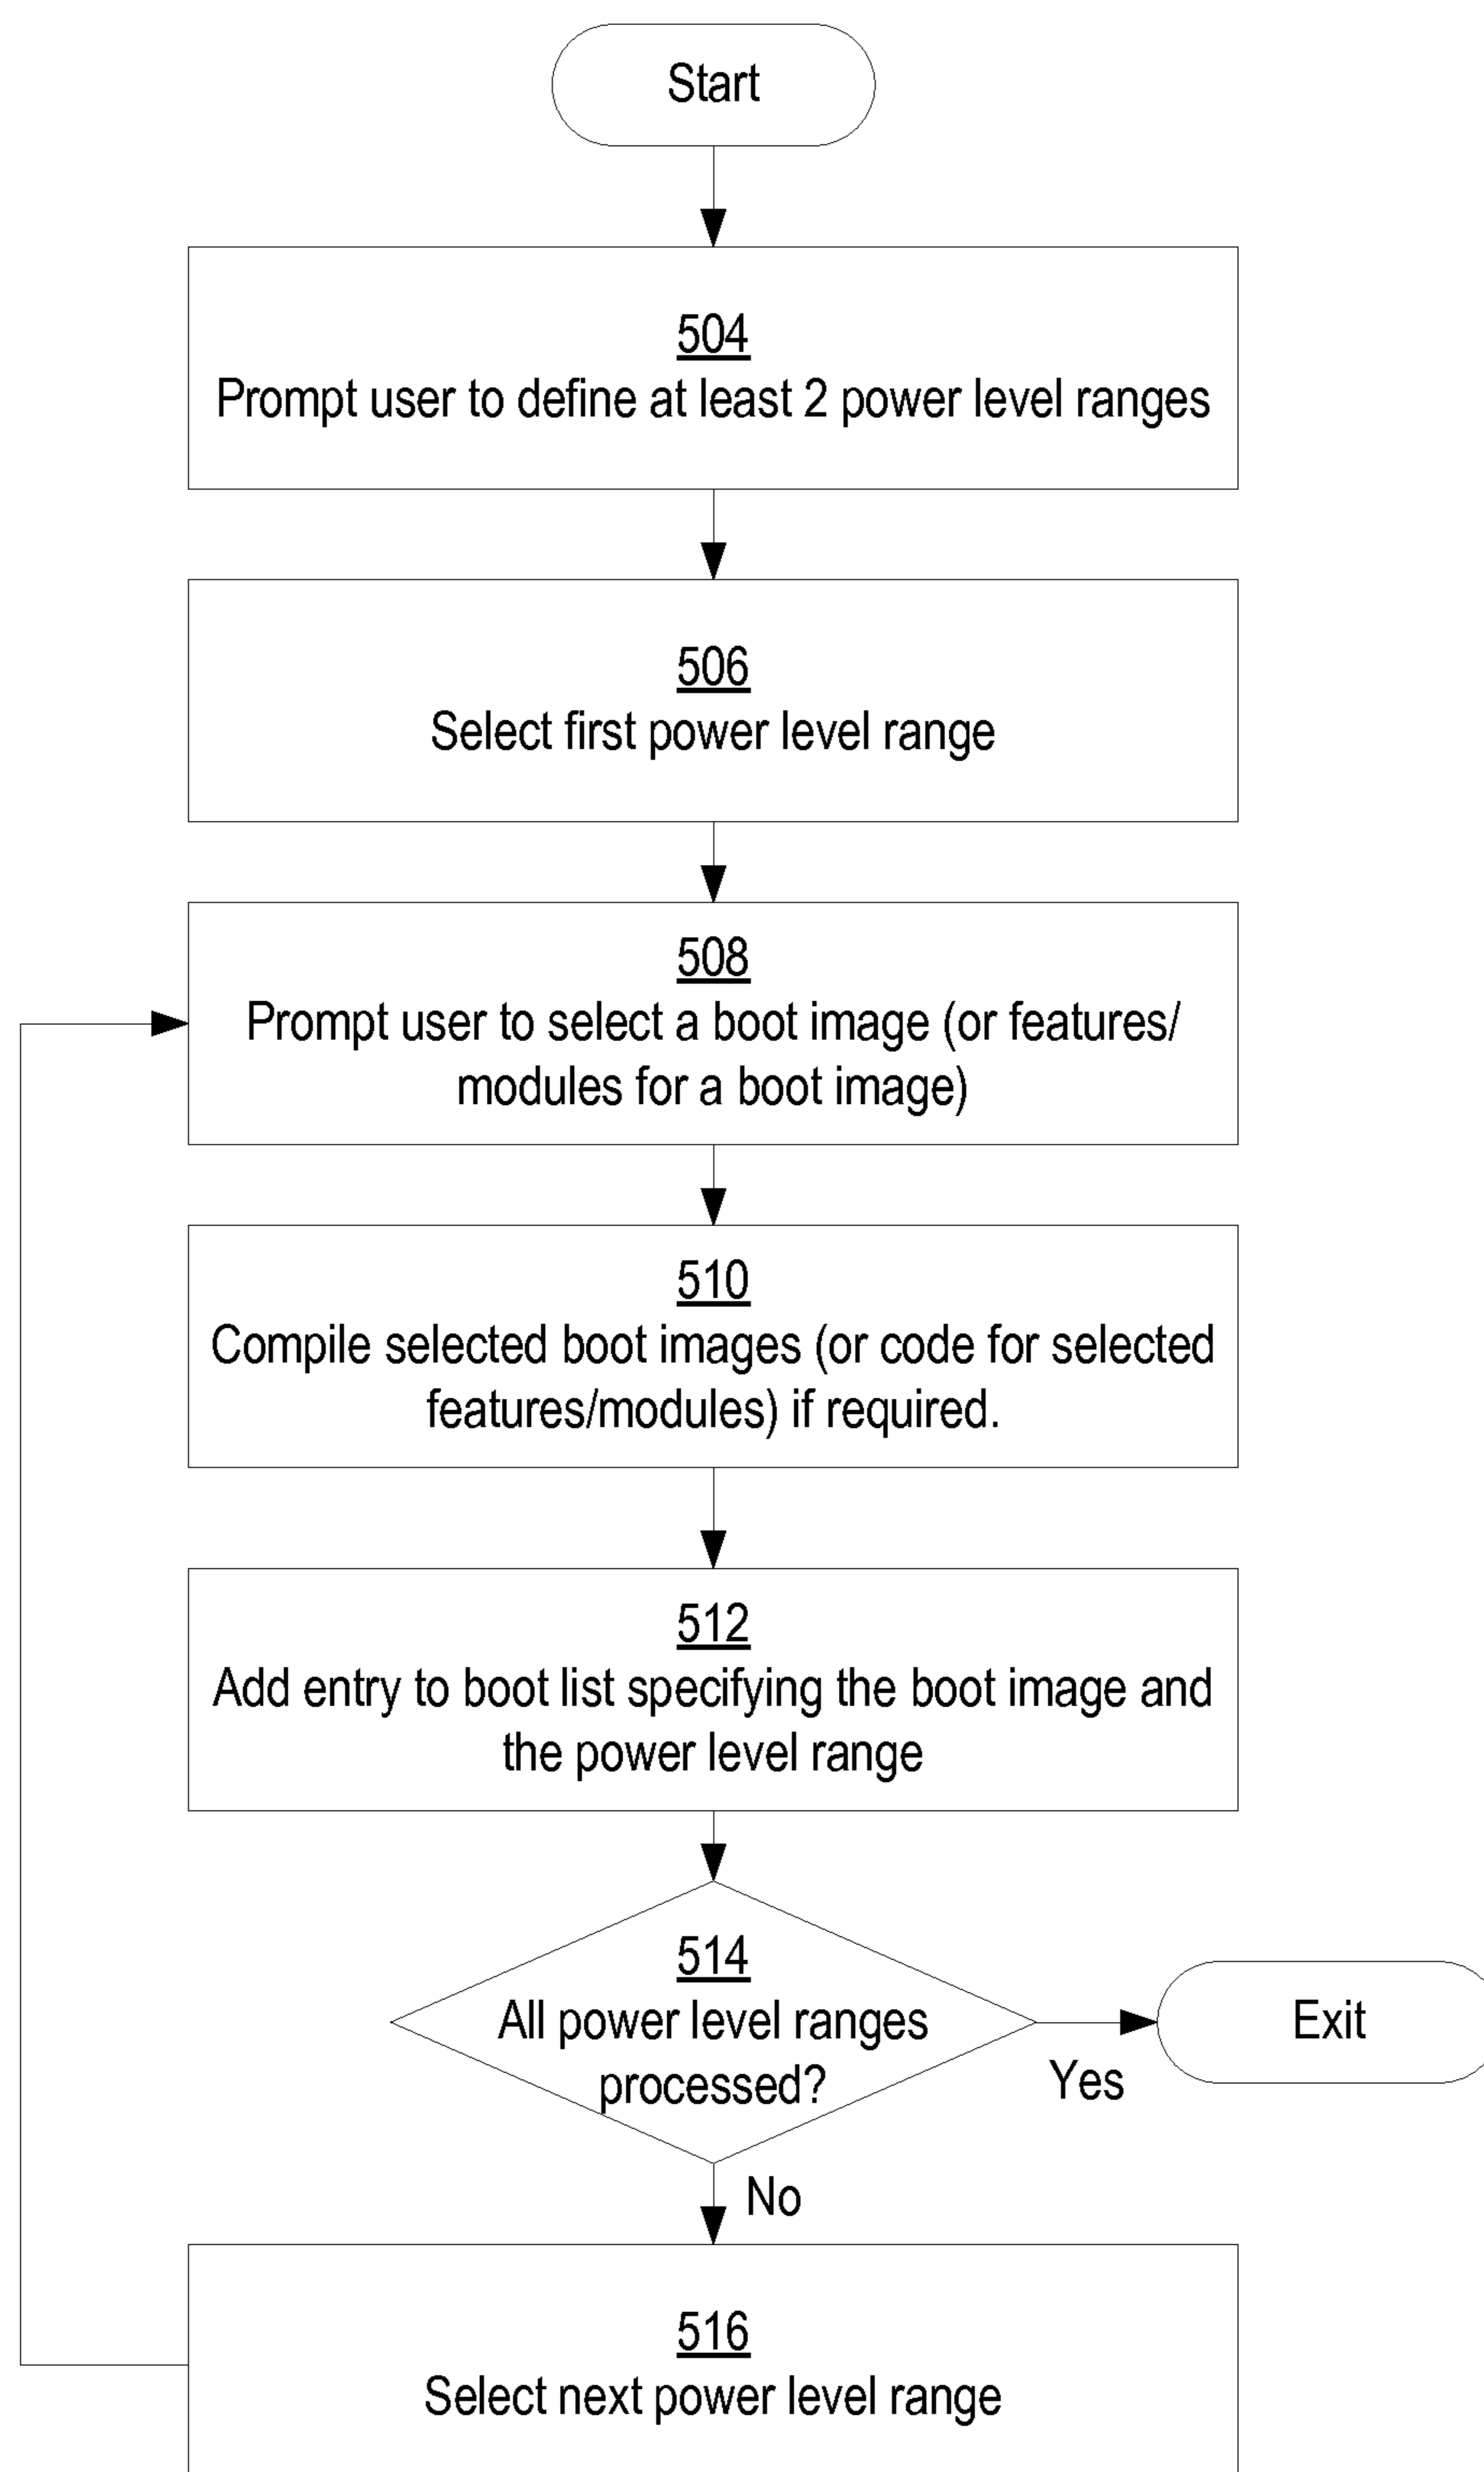 Start
504
Prompt user to define at least 2 power level ranges
506
Select first power level range
508
Prompt user to select a boot image (or features/
modules for a boot image)
510
Compile selected boot images (or code for selected
features/modules) if required.
512
Add entry to boot list specifying the boot image and
the power level range
514
All power level ranges
processed?
Exit
Yes
No
516
Select next power level range